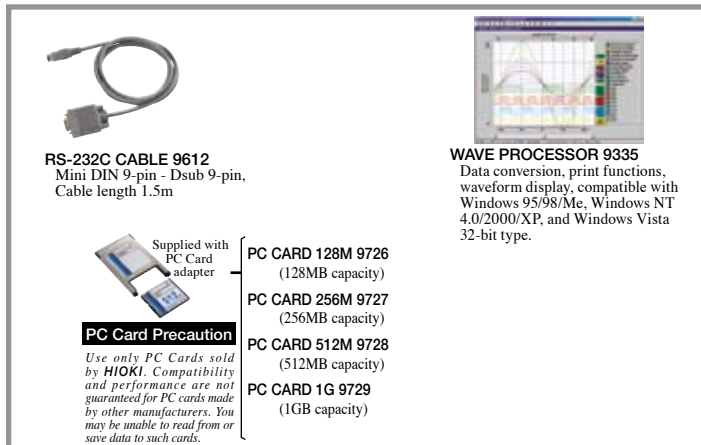 RS-232C CABLE 9612
Mini DIN 9-pin - Dsub 9-pin,
Cable length 1.5m
WAVE PROCESSOR 9335
Data conversion, print functions,
waveform display, compatible with
Windows 95/98/Me, Windows NT
4.0/2000/XP, and Windows Vista
32-bit type.
Supplied with
PC Card
adapter
PC Card Precaution
Use only PC Cards sold
by HIOKI. Compatibility
and performance are not
guaranteed for PC cards made
by other manufacturers. You
may be unable to read from or
save data to such cards.
PC CARD 128M 9726
(128MB capacity)
PC CARD 256M 9727
(256MB capacity)
PC CARD 512M 9728
(512MB capacity)
PC CARD 1G 9729
(1GB capacity)